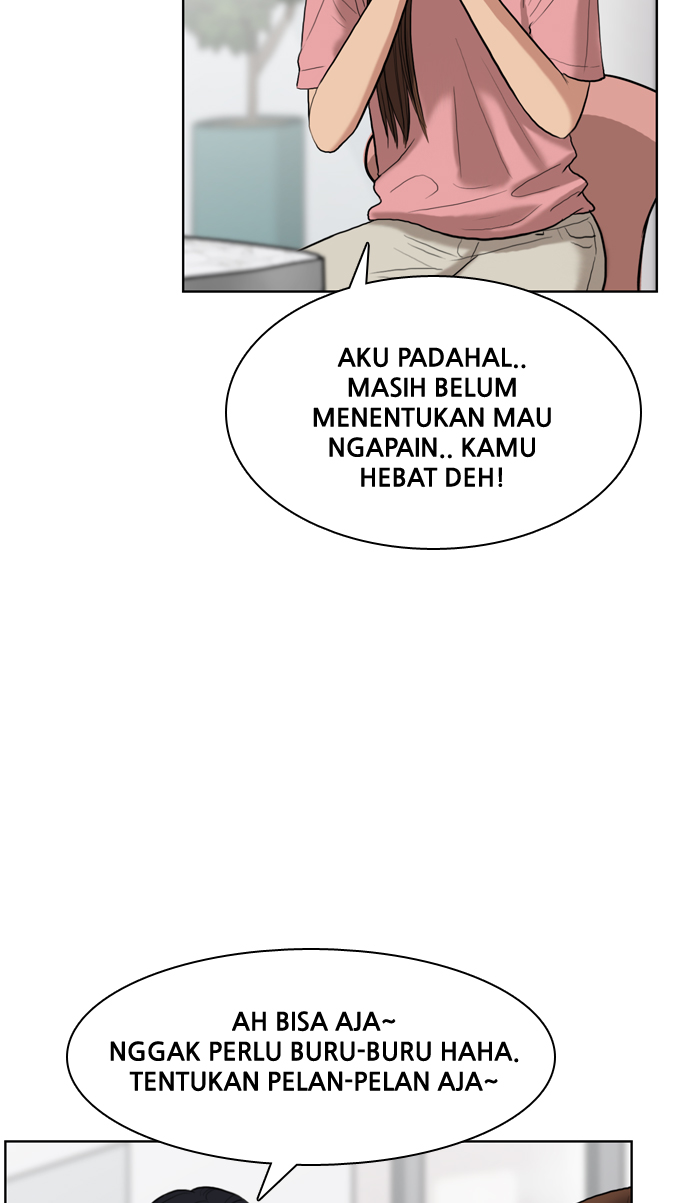 AKU PADAHAL..
MASIH BELUM
MENENTUKAN MAU
NGAPAIN.. KAMU
HEBAT DEH!
AH BISA AJA~
NGGAK PERLU BURU-BURU HAHA.
TENTUKAN PELAN-PELAN AJA~